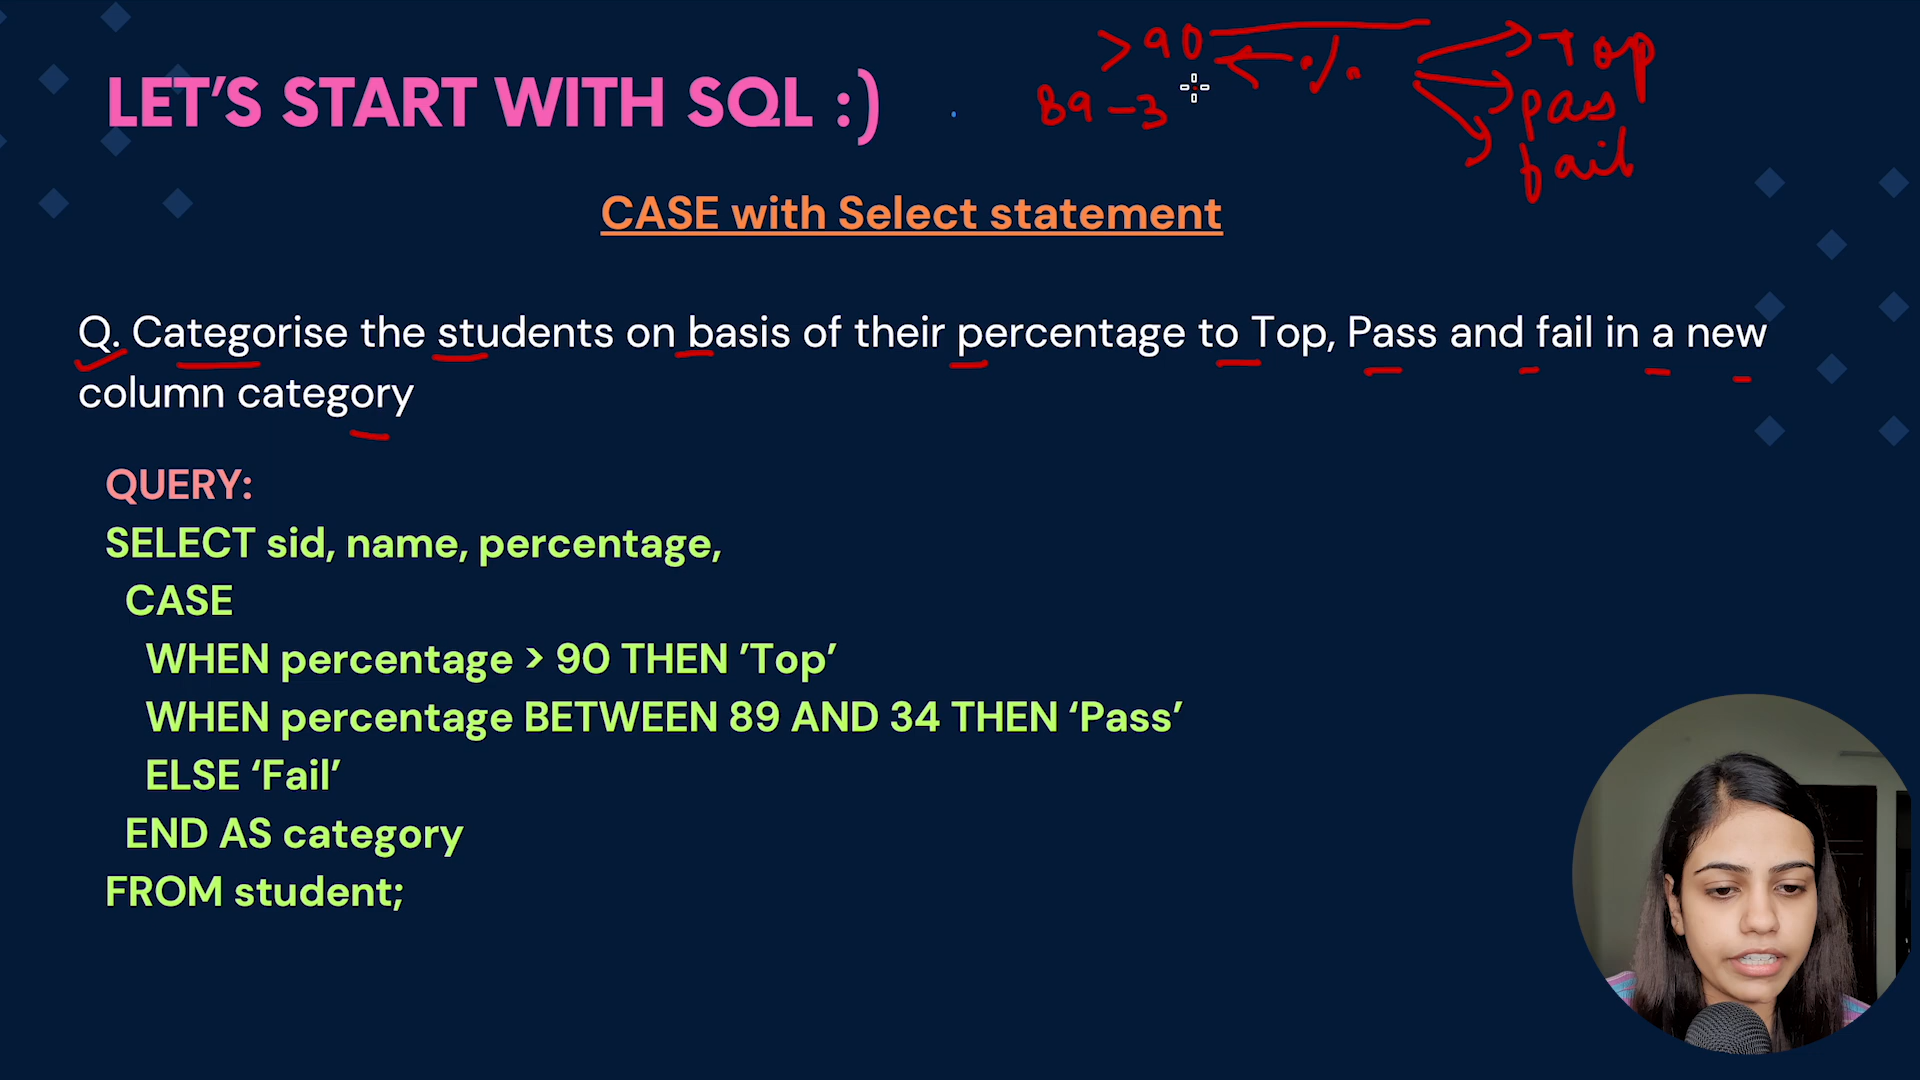 >90 ← % → Top
LET'S START WITH SQL :)
89-3
pass
fail
CASE with Select statement
Q. Categorise the students on basis of their percentage to Top, Pass and fail in a new
column category
QUERY:
SELECT sid, name, percentage,
CASE
WHEN percentage > 90 THEN ’Top’
WHEN percentage BETWEEN 89 AND 34 THEN ‘Pass’
ELSE ‘Fail’
END AS category
FROM student;